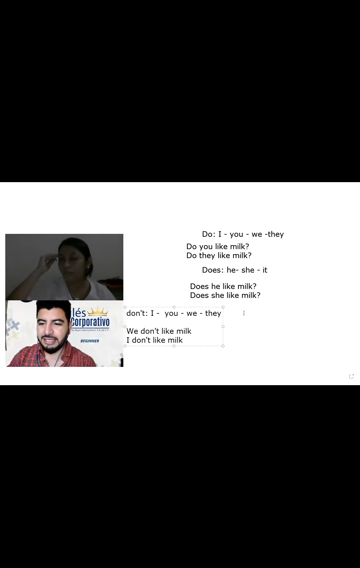 Do: I - you - we -they
Do you like milk?
Do they like milk?
Does: he- she - it
Does he like milk?
Does she like milk?
lés
Corporativo
BEGINNER
don't: I - you - we - they
We don't like milk
I don't like milk